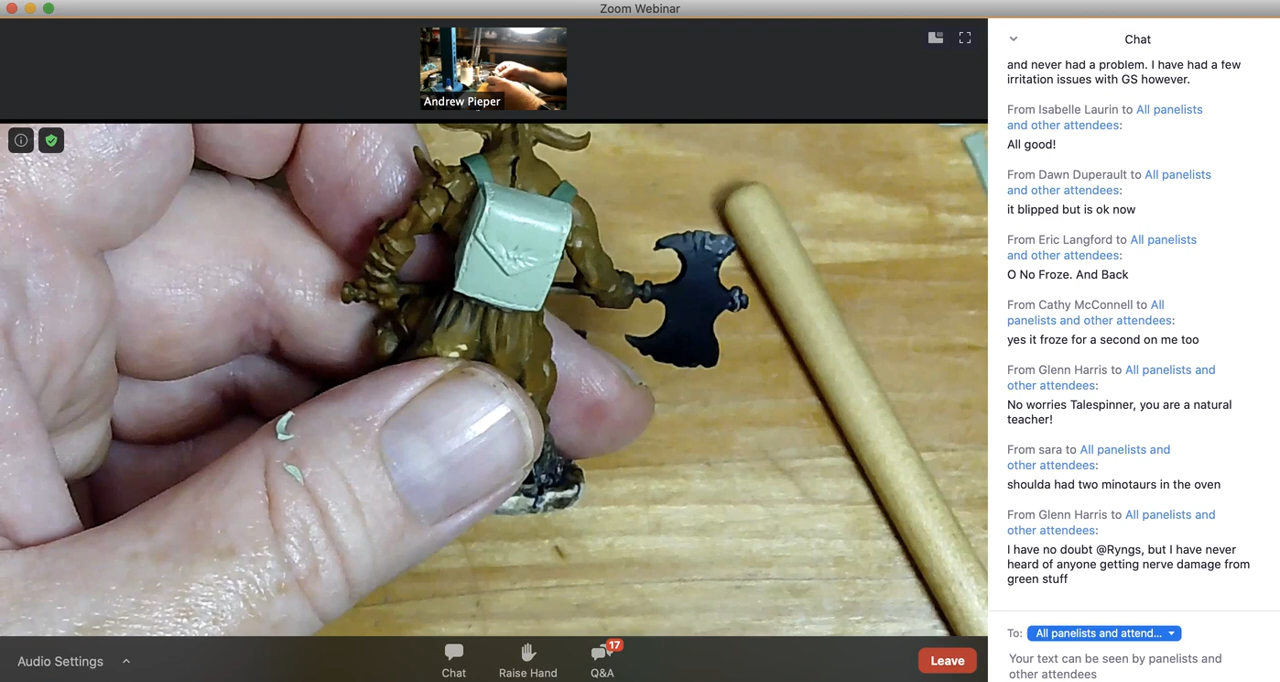 Zoom Webinar
Andrew Pieper
Chat
and never had a problem. I have had a few
irritation issues with GS however.
From Isabelle Laurin to All panelists
and other attendees:
All good!
From Dawn Duperault to All panelists
and other attendees:
it blipped but is ok now
From Eric Langford to All panelists
and other attendees:
O No Froze. And Back
From Cathy McConnell to All
panelists and other attendees:
yes it froze for a second on me too
From Glenn Harris to All panelists and
other attendees:
No worries Talespinner, you are a natural
teacher!
From sara to All panelists and
other attendees:
shoulda had two minotaurs in the oven
From Glenn Harris to All panelists and
other attendees:
I have no doubt @Ryngs, but I have never
heard of anyone getting nerve damage from
green stuff
To: All panelists and attend...
Your text can be seen by panelists and
other attendees
Audio Settings
Chat
Raise Hand
17
Q&A
Leave